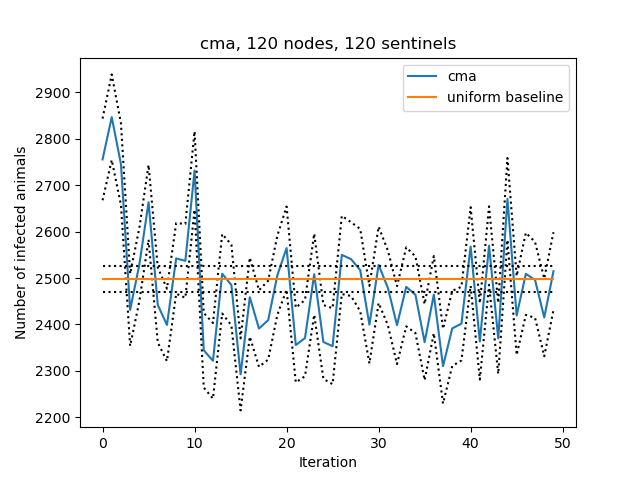 cma, 120 nodes, 120 sentinels
cma
uniform baseline
Number of infected animals
2900
2800
2700
2600
2500
2400
2300
2200
0 10 20 30 40 50
Iteration